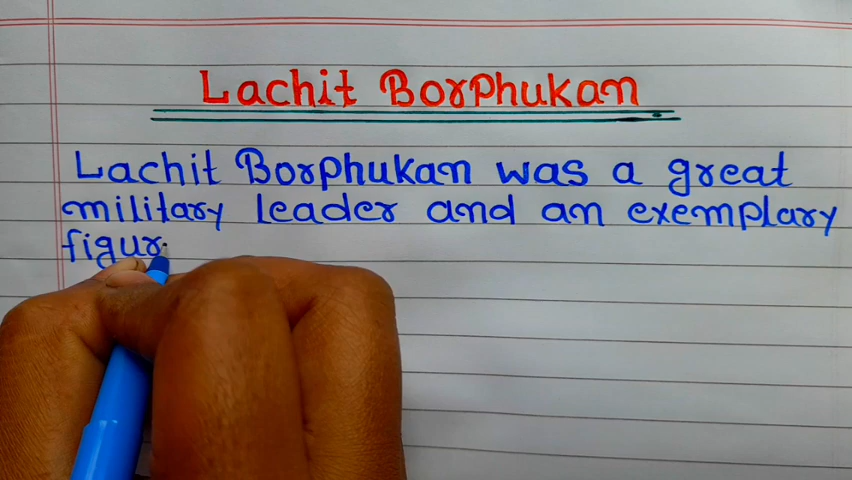 Lachit Borphukan
Lachit Borphukan was a great
military leader and an exemplary
figur